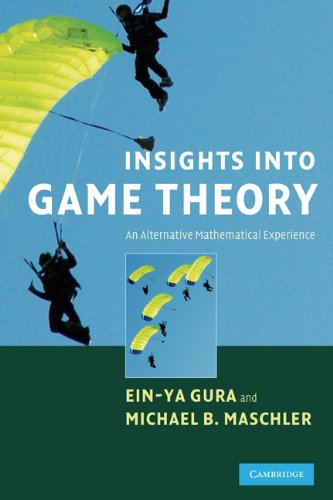 INSIGHTS INTO
GAME THEORY
An Alternative Mathematical Experience
EIN-YA GURA and
MICHAEL B. MASCHLER
CAMBRIDGE